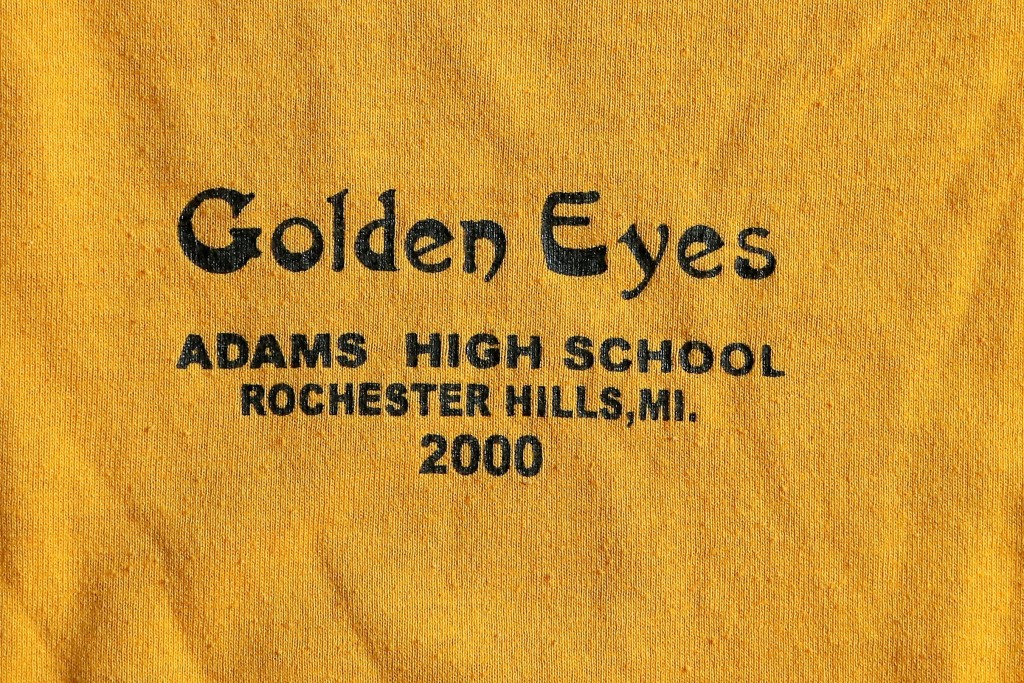 Golden Eyes
ADAMS HIGH SCHOOL
ROCHESTER HILLS,MI.
2000